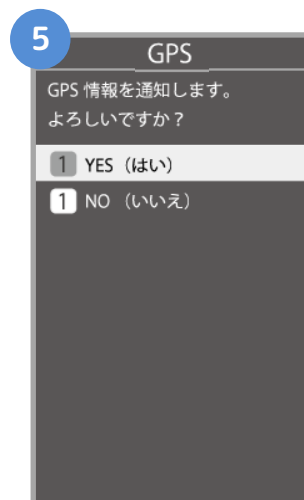 5
GPS
GPS 情報を通知します。
よろしいですか？
1 YES（はい）
1 NO （いいえ）